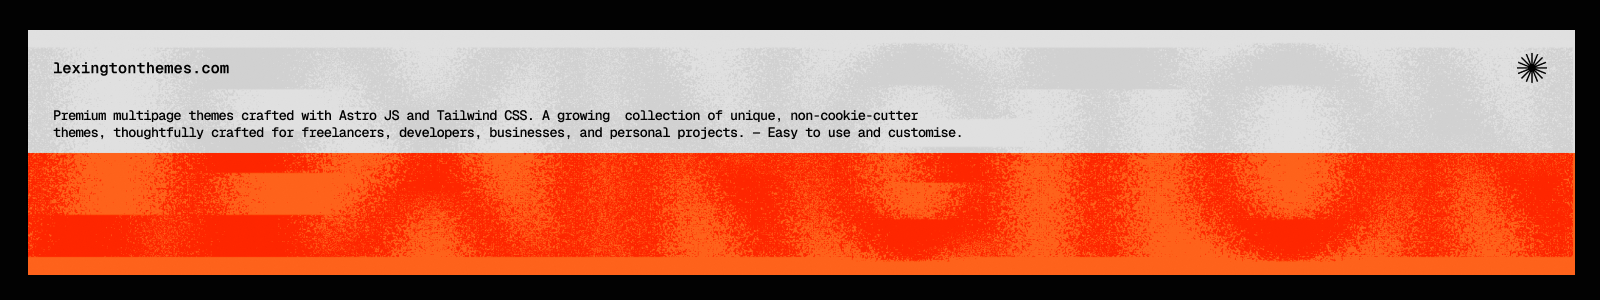 lexingtonthemes.com
Premium multipage themes crafted with Astro JS and Tailwind CSS. A growing  collection of unique, non-cookie-cutter
themes, thoughtfully crafted for freelancers, developers, businesses, and personal projects. — Easy to use and customise.
LEXINGTON